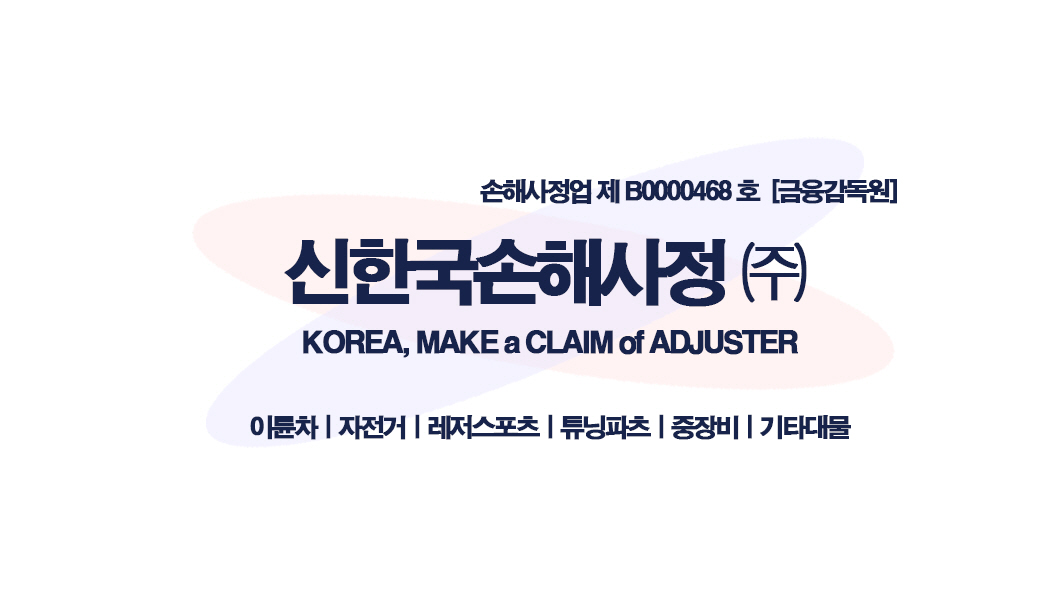 손해사정업 제 B0000468 호 [금융감독원]
신한국손해사정 ㈜
KOREA, MAKE a CLAIM of ADJUSTER
이륜차 | 자전거 | 레저스포츠 | 튜닝파츠 | 중장비 | 기타대물